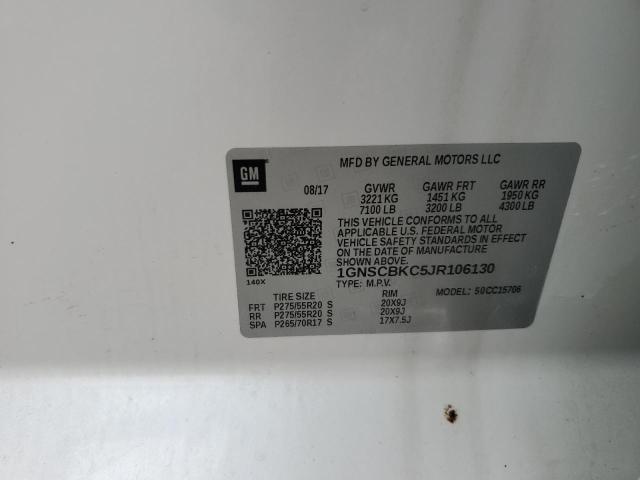 GM
MFD BY GENERAL MOTORS LLC
08/17 GVWR GAWR FRT GAWR RR
3221 KG 1451 KG 1950 KG
7100 LB 3200 LB 4300 LB
THIS VEHICLE CONFORMS TO ALL
APPLICABLE U.S. FEDERAL MOTOR
VEHICLE SAFETY STANDARDS IN EFFECT
ON THE DATE OF MANUFACTURE
1GNSCBKC5JR106130
TYPE: M.P.V. MODEL: 50CC15706
140X
TIRE SIZE RIM
FRT P275/55R20 S 20X9J
RR P275/55R20 S 20X9J
SPA P265/70R17 S 17X7.5J